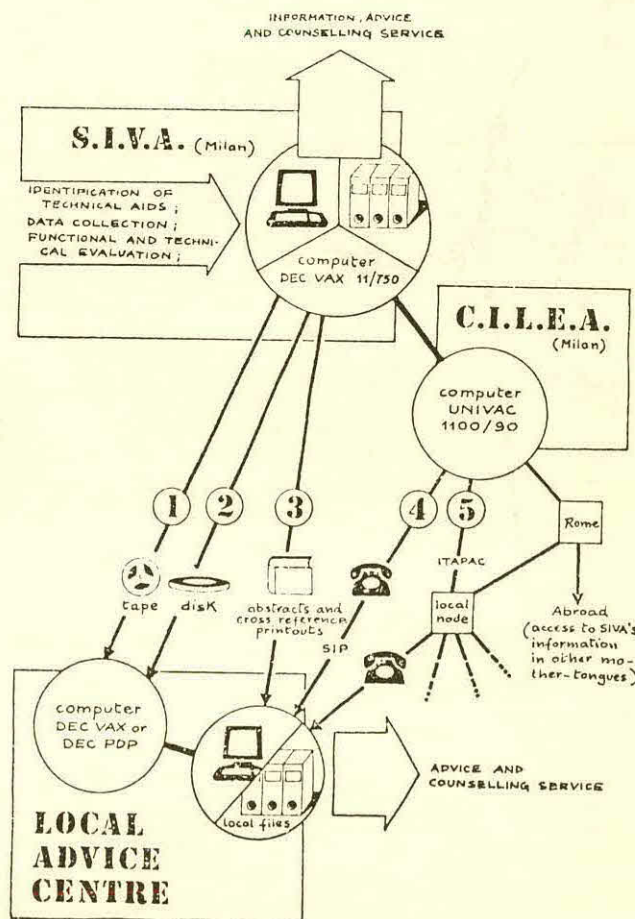 INFORMATION, ADVICE
AND COUNSELLING SERVICE
S.I.V.A. (Milan)
IDENTIFICATION OF
TECHNICAL AIDS;
DATA COLLECTION;
FUNCTIONAL AND TECHNI-
CAL EVALUATION;
computer
DEC VAX 11/750
C.I.L.E.A.
(Milan)
computer
UNIVAC
1100/90
1
2
3
4
5
Rome
ITAPAC
tape
disk
abstracts and
cross reference
printouts
SIP
local
node
Abroad
(access to SIVA's
information
in other mo-
ther-tongues)
computer
DEC VAX or
DEC PDP
local files
ADVICE AND
COUNSELLING SERVICE
LOCAL
ADVICE
CENTRE